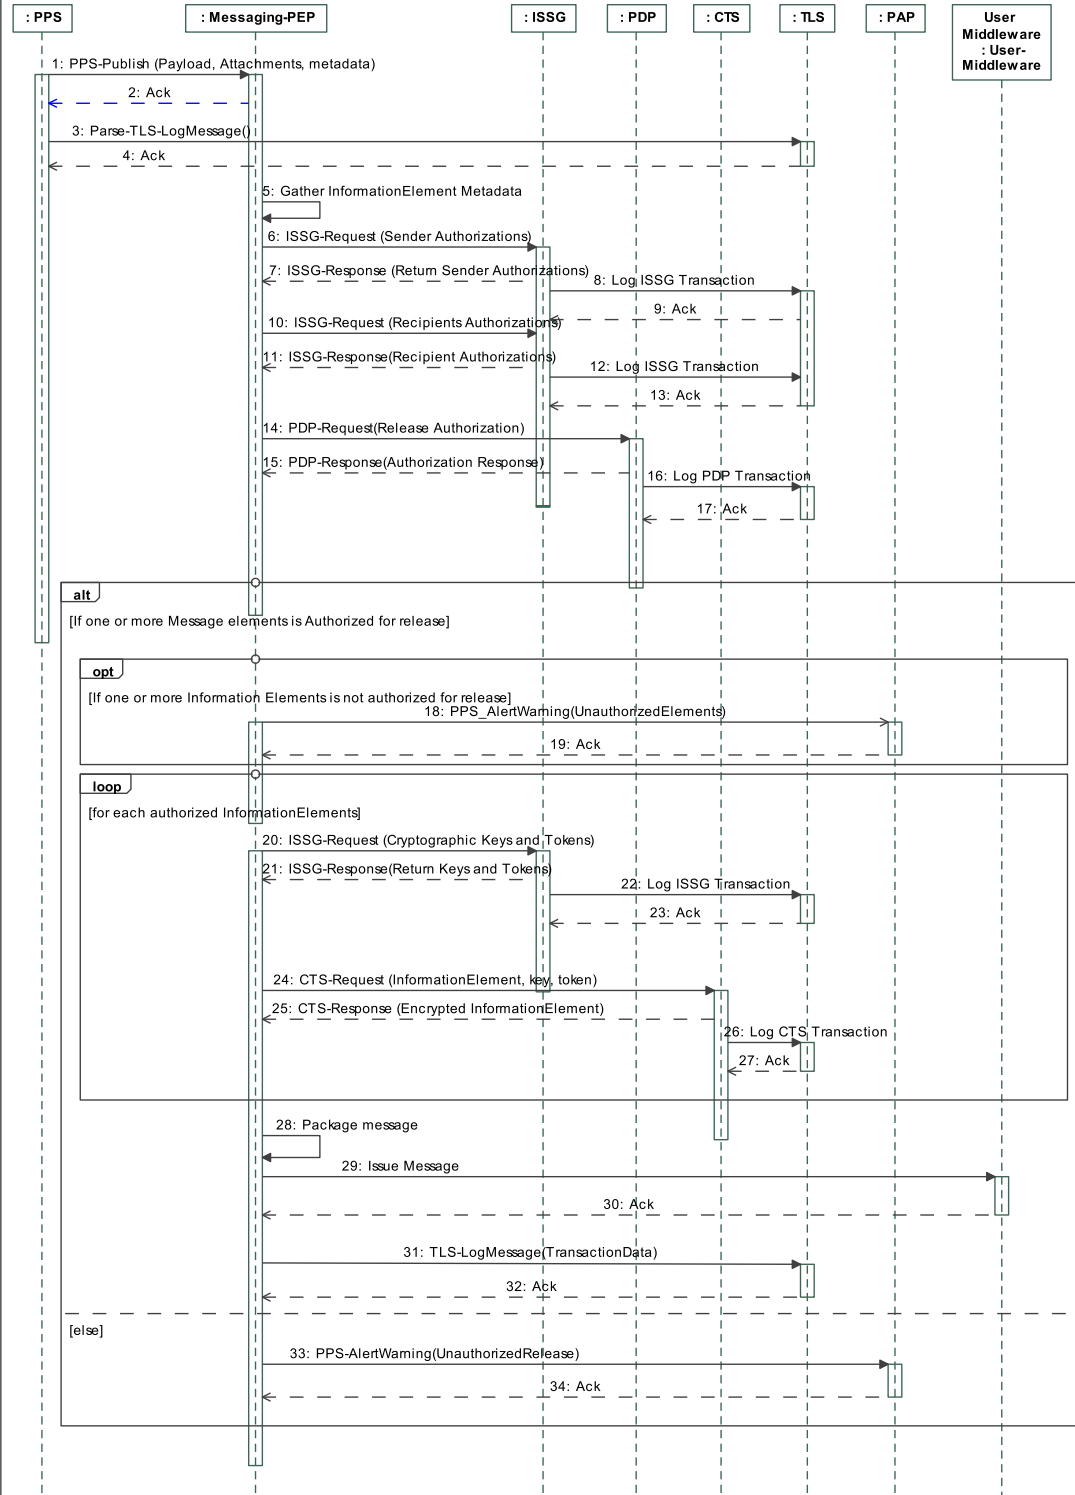 : PPS
: Messaging-PEP
: ISSG
: PDP
: CTS
: TLS
: PAP
User
Middleware
: User-
Middleware
1: PPS-Publish (Payload, Attachments, metadata)
2: Ack
3: Parse-TLS-LogMessage()
4: Ack
5: Gather InformationElement Metadata
6: ISSG-Request (Sender Authorizations)
7: ISSG-Response (Return Sender Authorizations)
8: Log ISSG Transaction
9: Ack
10: ISSG-Request (Recipients Authorizations)
11: ISSG-Response(Recipient Authorizations)
12: Log ISSG Transaction
13: Ack
14: PDP-Request(Release Authorization)
15: PDP-Response(Authorization Response)
16: Log PDP Transaction
17: Ack
alt
[If one or more Message elements is Authorized for release]
opt
[If one or more Information Elements is not authorized for release]
18: PPS_AlertWarning(UnauthorizedElements)
19: Ack
loop
[for each authorized InformationElements]
20: ISSG-Request (Cryptographic Keys and Tokens)
21: ISSG-Response(Return Keys and Tokens)
22: Log ISSG Transaction
23: Ack
24: CTS-Request (InformationElement, key, token)
25: CTS-Response (Encrypted InformationElement)
26: Log CTS Transaction
27: Ack
28: Package message
29: Issue Message
30: Ack
31: TLS-LogMessage(TransactionData)
32: Ack
[else]
33: PPS-AlertWarning(UnauthorizedRelease)
34: Ack